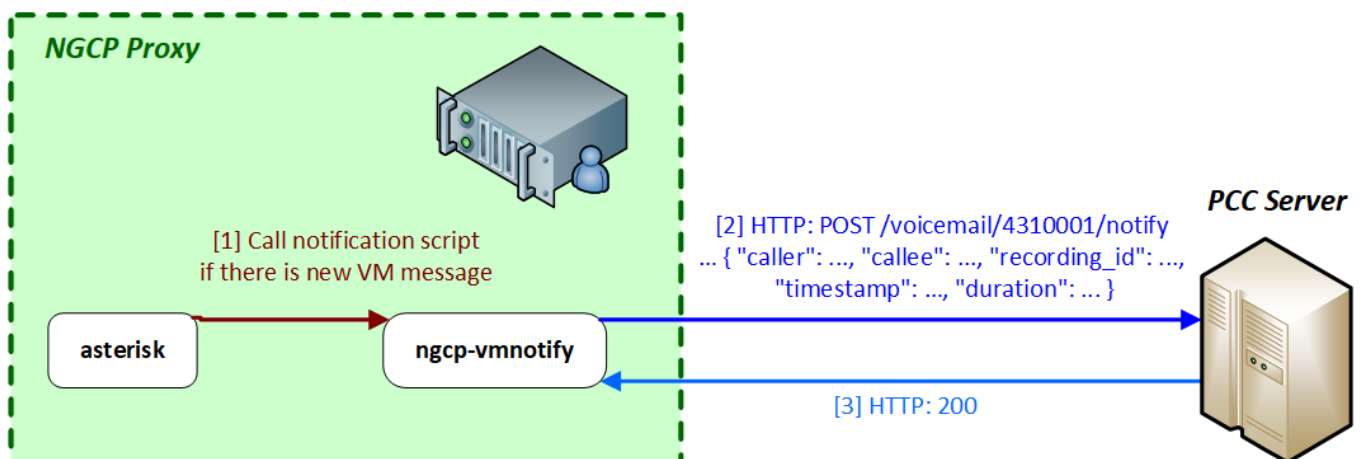 NGCP Proxy
[1] Call notification script
if there is new VM message
asterisk
ngcp-vmnotify
[2] HTTP: POST /voicemail/4310001/notify
... { "caller": ..., "callee": ..., "recording_id": ...,
"timestamp": ..., "duration": ... }
PCC Server
[3] HTTP: 200